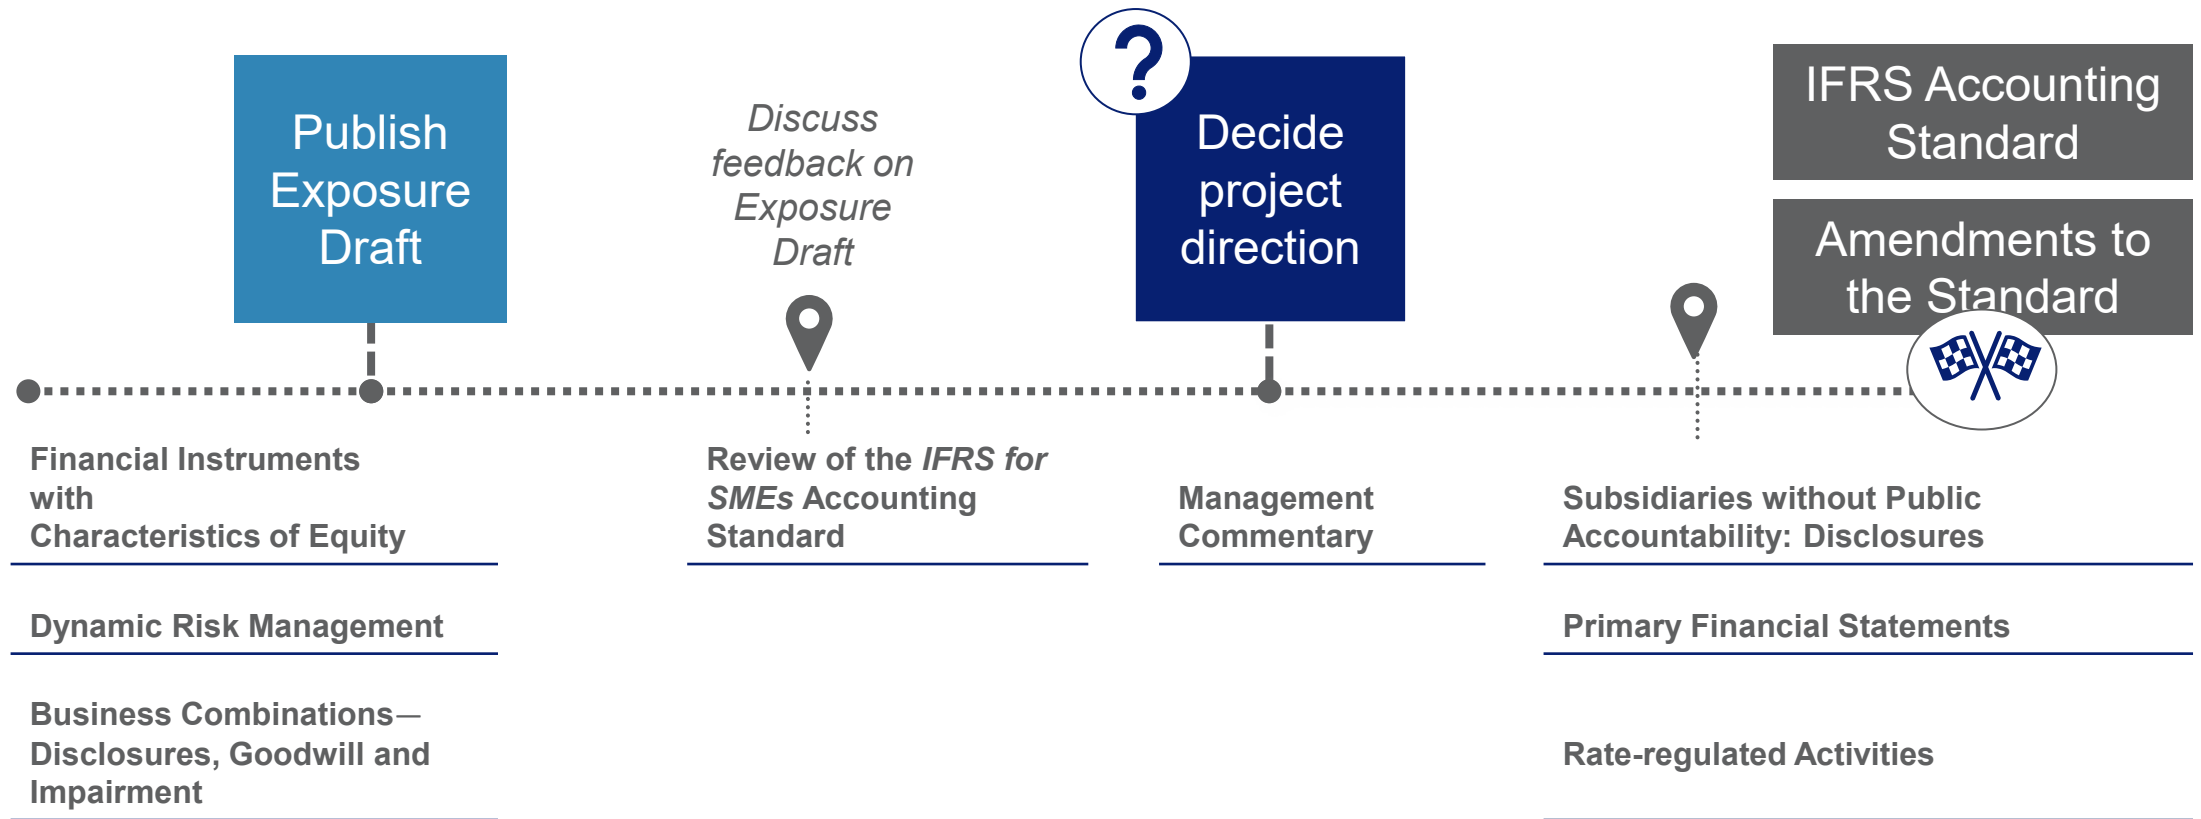 Publish
Exposure
Draft
Discuss
feedback on
Exposure
Draft
?
Decide
project
direction
IFRS Accounting
Standard
Amendments to
the Standard
Financial Instruments
with
Characteristics of Equity
Dynamic Risk Management
Business Combinations—
Disclosures, Goodwill and
Impairment
Review of the IFRS for
SMEs Accounting
Standard
Management
Commentary
Subsidiaries without Public
Accountability: Disclosures
Primary Financial Statements
Rate-regulated Activities